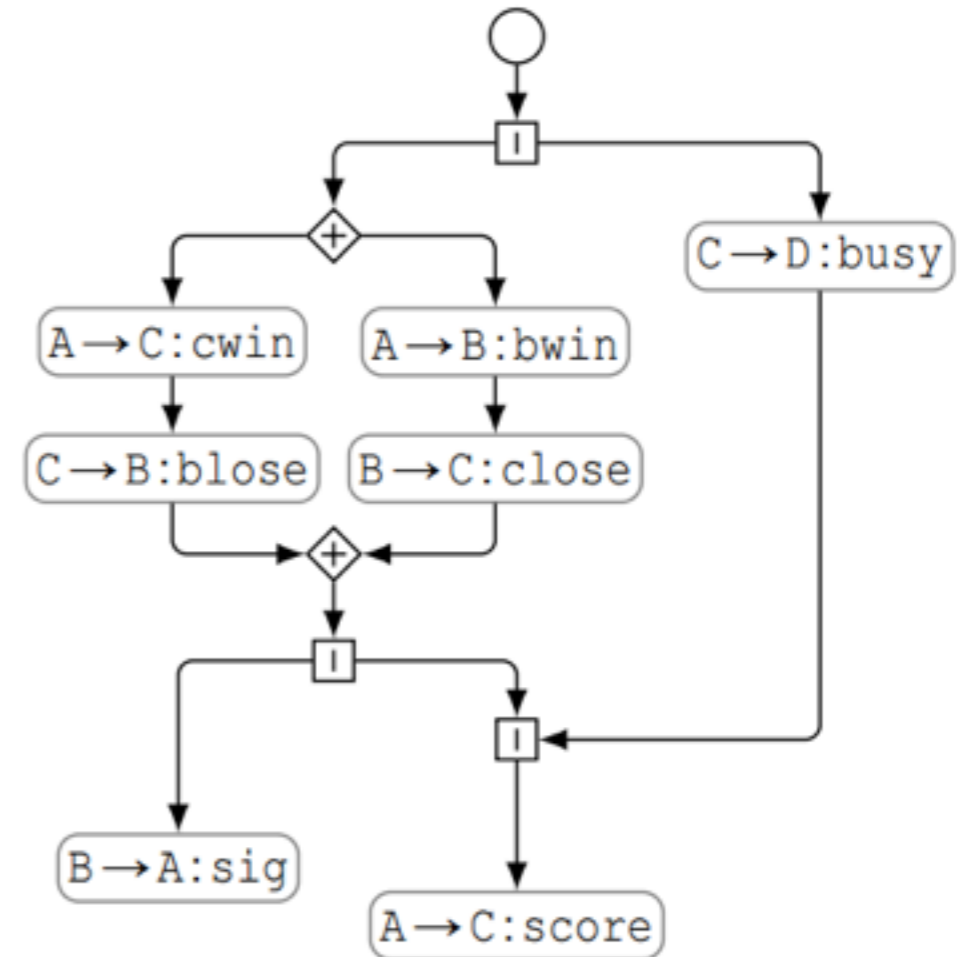 |
+
C→D:busy
A→C:cwin
A→B:bwin
C→B:blose
B→C:close
+
|
|
B→A:sig
A→C:score